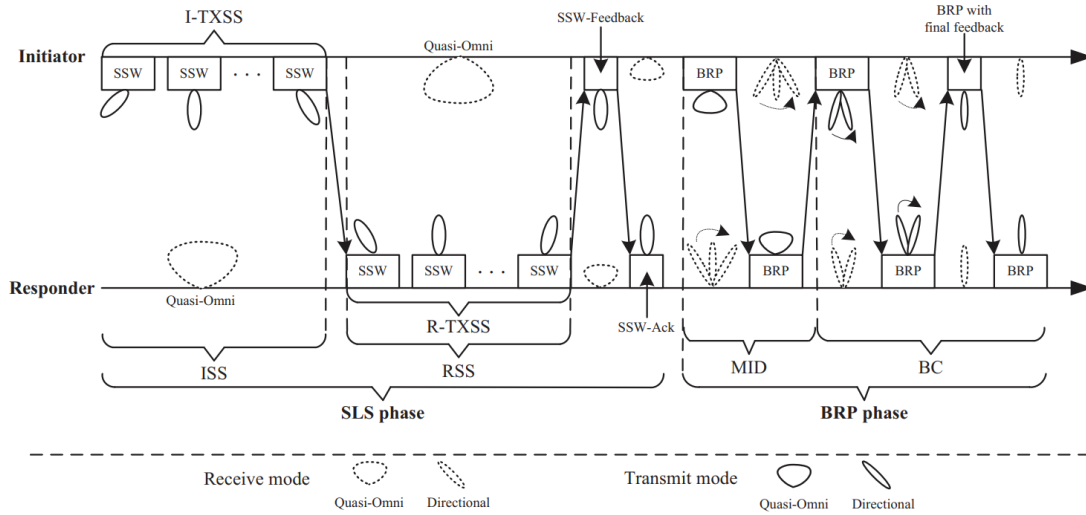 I-TXSS
SSW-Feedback
BRP with
final feedback
Initiator
SSW
SSW
· · ·
SSW
Quasi-Omni
BRP
BRP
Responder
Quasi-Omni
SSW
SSW
· · ·
SSW
BRP
BRP
BRP
R-TXSS
SSW-Ack
ISS
RSS
MID
BC
SLS phase
BRP phase
Receive mode
Quasi-Omni
Directional
Transmit mode
Quasi-Omni
Directional